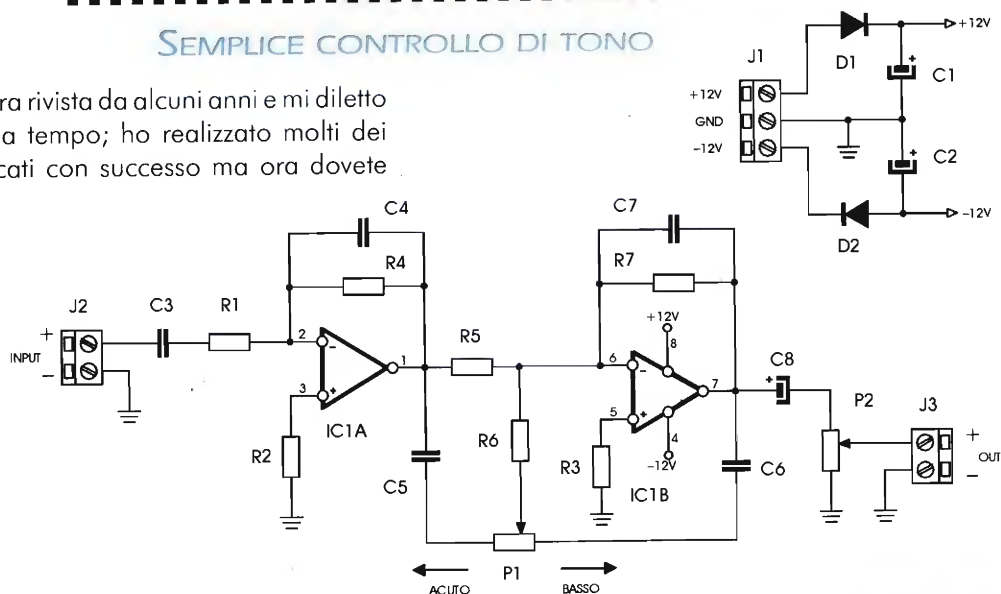 SEMPLICE CONTROLLO DI TONO
ra rivista da alcuni anni e mi diletto
a tempo; ho realizzato molti dei
cati con successo ma ora dovete
+12V
D1
J1
C1
+12V
GND
-12V
C2
-12V
D2
C4
C7
R4
R7
J2
C3
R1
+12V
8
+
INPUT
-
2
-
R5
6
-
C8
1
7
+
P2
J3
3
+
5
+
4
-12V
+
OUT
-
IC1A
R2
R6
R3
IC1B
C5
C6
P1
ACUTO
BASSO